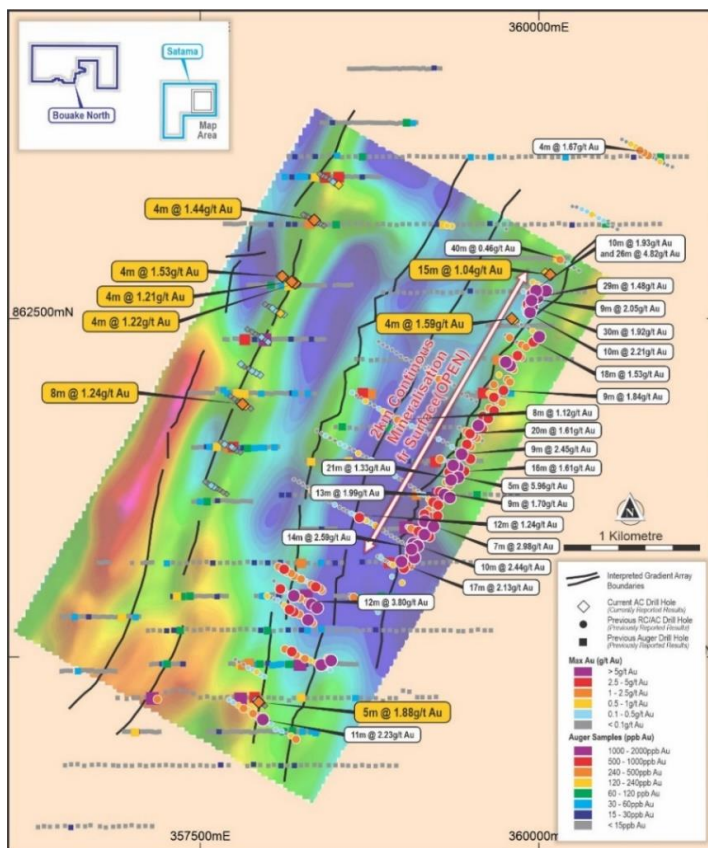 357500mE
360000mE
Satama
Bouake North
Map
Area
4m @ 1.67g/t Au
4m @ 1.44g/t Au
40m @ 0.46g/t Au
10m @ 1.93g/t Au
and 26m @ 4.82g/t Au
15m @ 1.04g/t Au
4m @ 1.53g/t Au
29m @ 1.48g/t Au
4m @ 1.21g/t Au
9m @ 2.05g/t Au
862500mN
4m @ 1.22g/t Au
4m @ 1.59g/t Au
30m @ 1.92g/t Au
10m @ 2.21g/t Au
18m @ 1.53g/t Au
8m @ 1.24g/t Au
9m @ 1.84g/t Au
2km Continous
Mineralisation
fr Surface(OPEN)
8m @ 1.12g/t Au
20m @ 1.61g/t Au
9m @ 2.45g/t Au
21m @ 1.33g/t Au
16m @ 1.61g/t Au
5m @ 5.96g/t Au
13m @ 1.99g/t Au
9m @ 1.70g/t Au
12m @ 1.24g/t Au
N
14m @ 2.59g/t Au
7m @ 2.98g/t Au
1 Kilometre
10m @ 2.44g/t Au
17m @ 2.13g/t Au
12m @ 3.80g/t Au
5m @ 1.88g/t Au
11m @ 2.23g/t Au
Interpreted Gradient Array
Boundaries
Current AC Drill Hole
(Currently Reported Results)
Previous RC/AC Drill Hole
(Previously Reported Results)
Previous Auger Drill Hole
(Previously Reported Results)
Max Au (g/t Au)
> 5g/t Au
2.5 - 5g/t Au
1 - 2.5g/t Au
0.5 - 1g/t Au
0.1 - 0.5g/t Au
< 0.1g/t Au
Auger Samples (ppb Au)
1000 - 2000ppb Au
500 - 1000ppb Au
240 - 500ppb Au
120 - 240ppb Au
60 - 120 ppb Au
30 - 60ppb Au
15 - 30ppb Au
< 15ppb Au
357500mE
360000mE